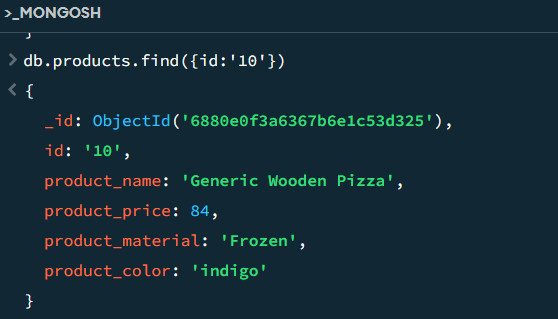 >_MONGOSH
}
> db.products.find({id:'10'})
< {
_id: ObjectId('6880e0f3a6367b6e1c53d325'),
id: '10',
product_name: 'Generic Wooden Pizza',
product_price: 84,
product_material: 'Frozen',
product_color: 'indigo'
}